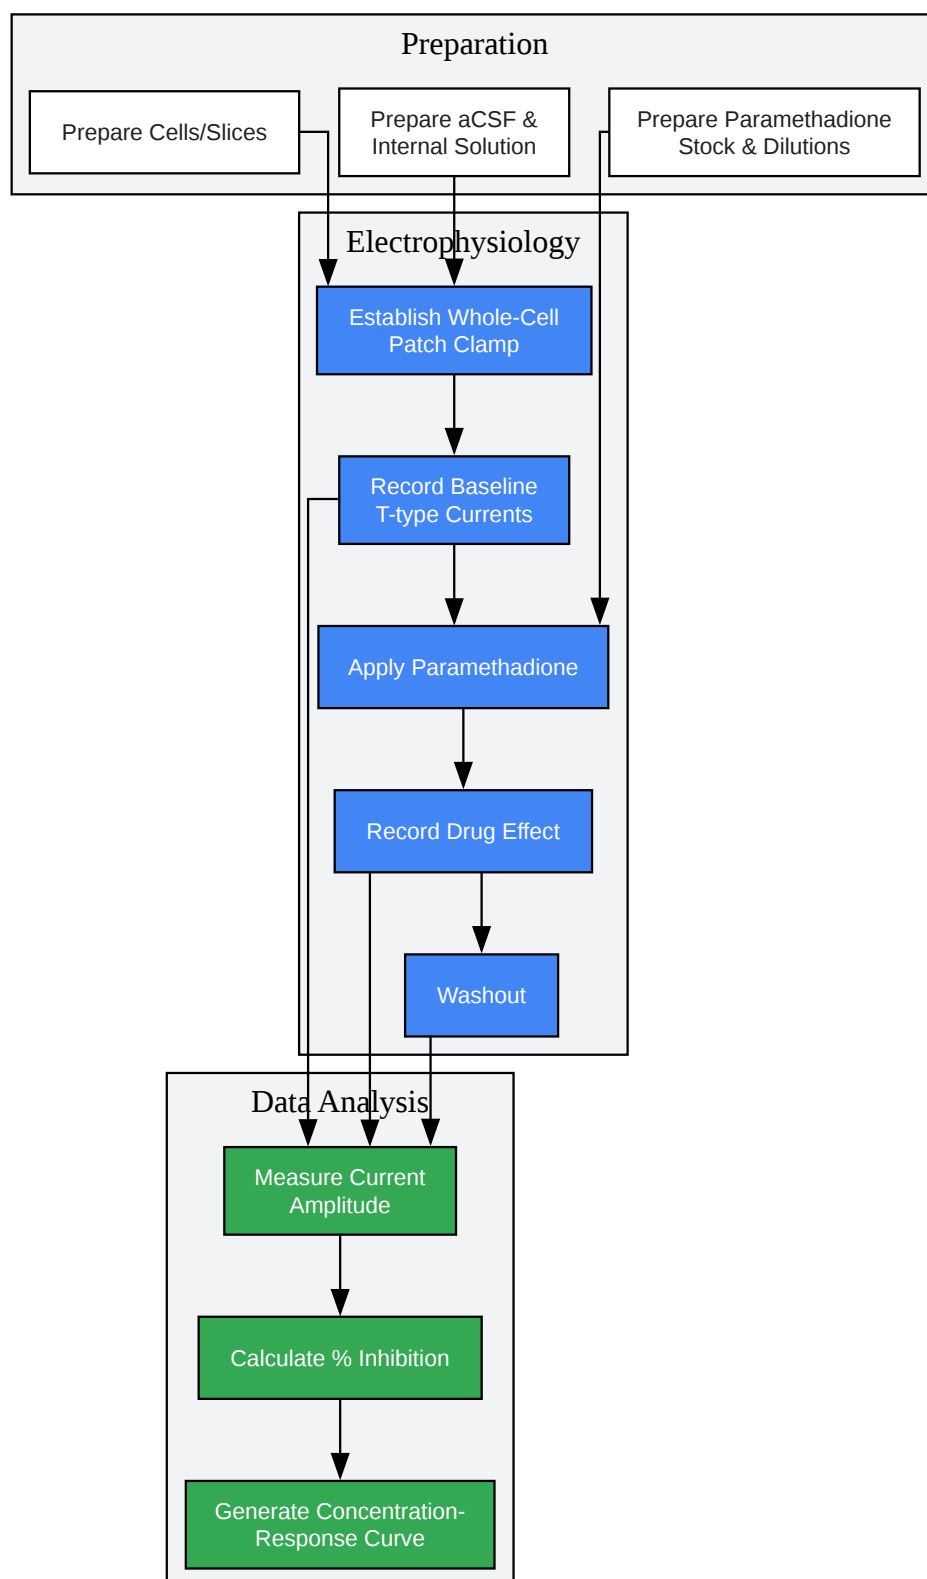 Preparation
Prepare Cells/Slices
Prepare aCSF &
Internal Solution
Prepare Paramethadione
Stock & Dilutions
Electrophysiology
Establish Whole-Cell
Patch Clamp
Record Baseline
T-type Currents
Apply Paramethadione
Record Drug Effect
Washout
Data Analysis
Measure Current
Amplitude
Calculate % Inhibition
Generate Concentration-
Response Curve